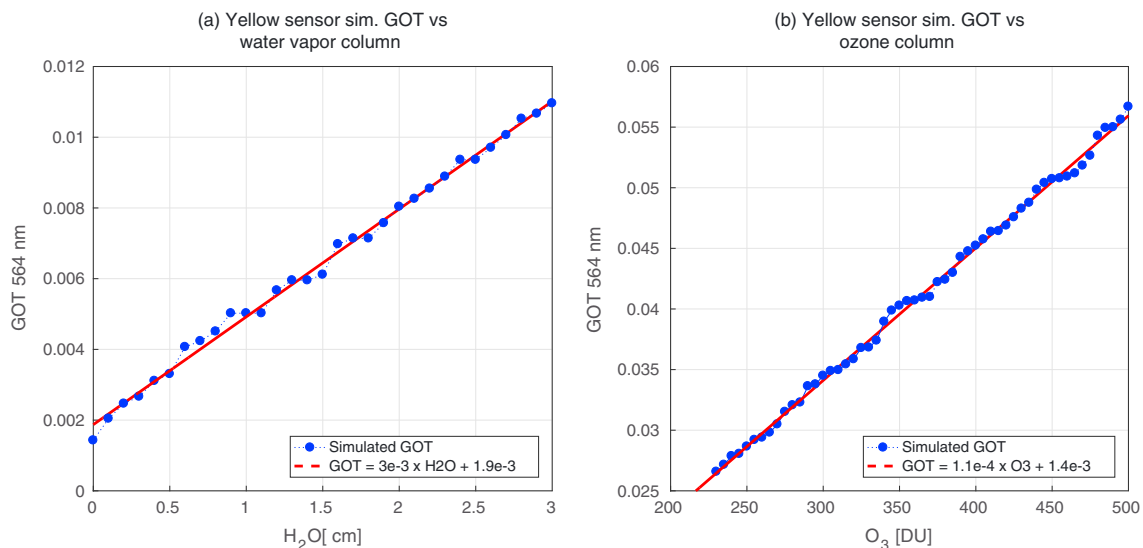 (a) Yellow sensor sim. GOT vs
water vapor column
0.012
0.01
0.008
0.006
0.004
0.002
0
GOT 564 nm
0
0.5
1
1.5
2
2.5
3
H₂O[ cm]
Simulated GOT
GOT = 3e-3 x H2O + 1.9e-3
(b) Yellow sensor sim. GOT vs
ozone column
0.06
0.055
0.05
0.045
0.04
0.035
0.03
0.025
GOT 564 nm
200
250
300
350
400
450
500
O₃ [DU]
Simulated GOT
GOT = 1.1e-4 x O3 + 1.4e-3